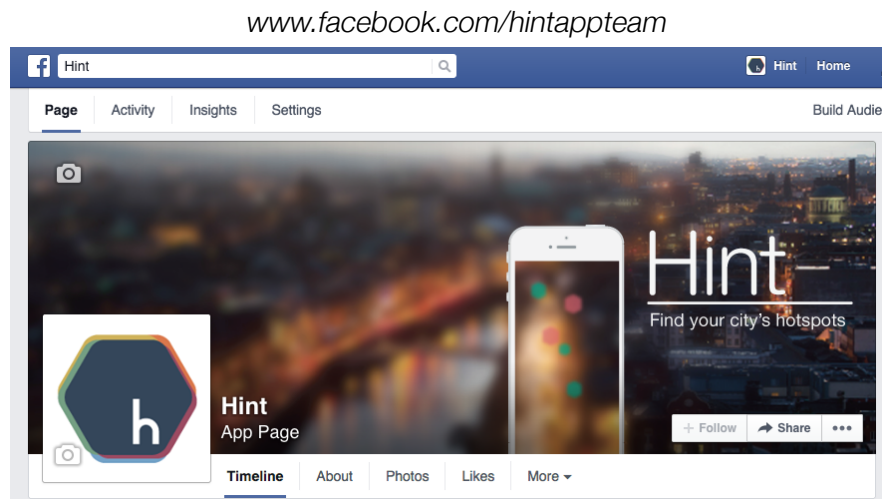 www.facebook.com/hintappteam
f Hint Hint Home
Page Activity Insights Settings Build Audie
Hint
Find your city's hotspots
h
Hint
App Page
+ Follow Share •••
Timeline About Photos Likes More